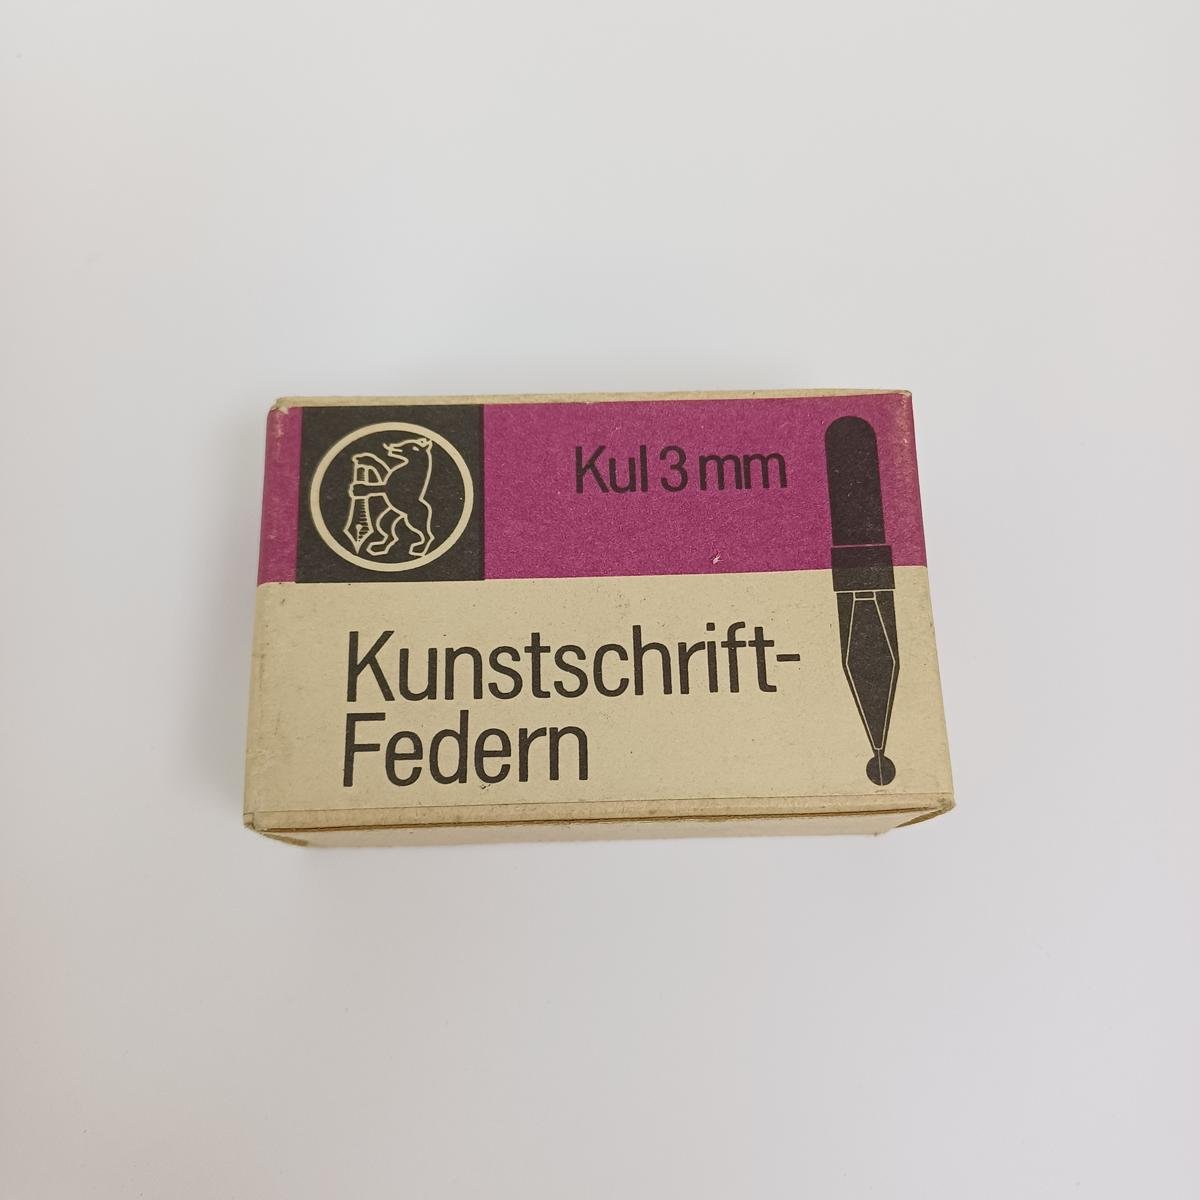 Kul 3 mm
Kunstschrift-
Federn